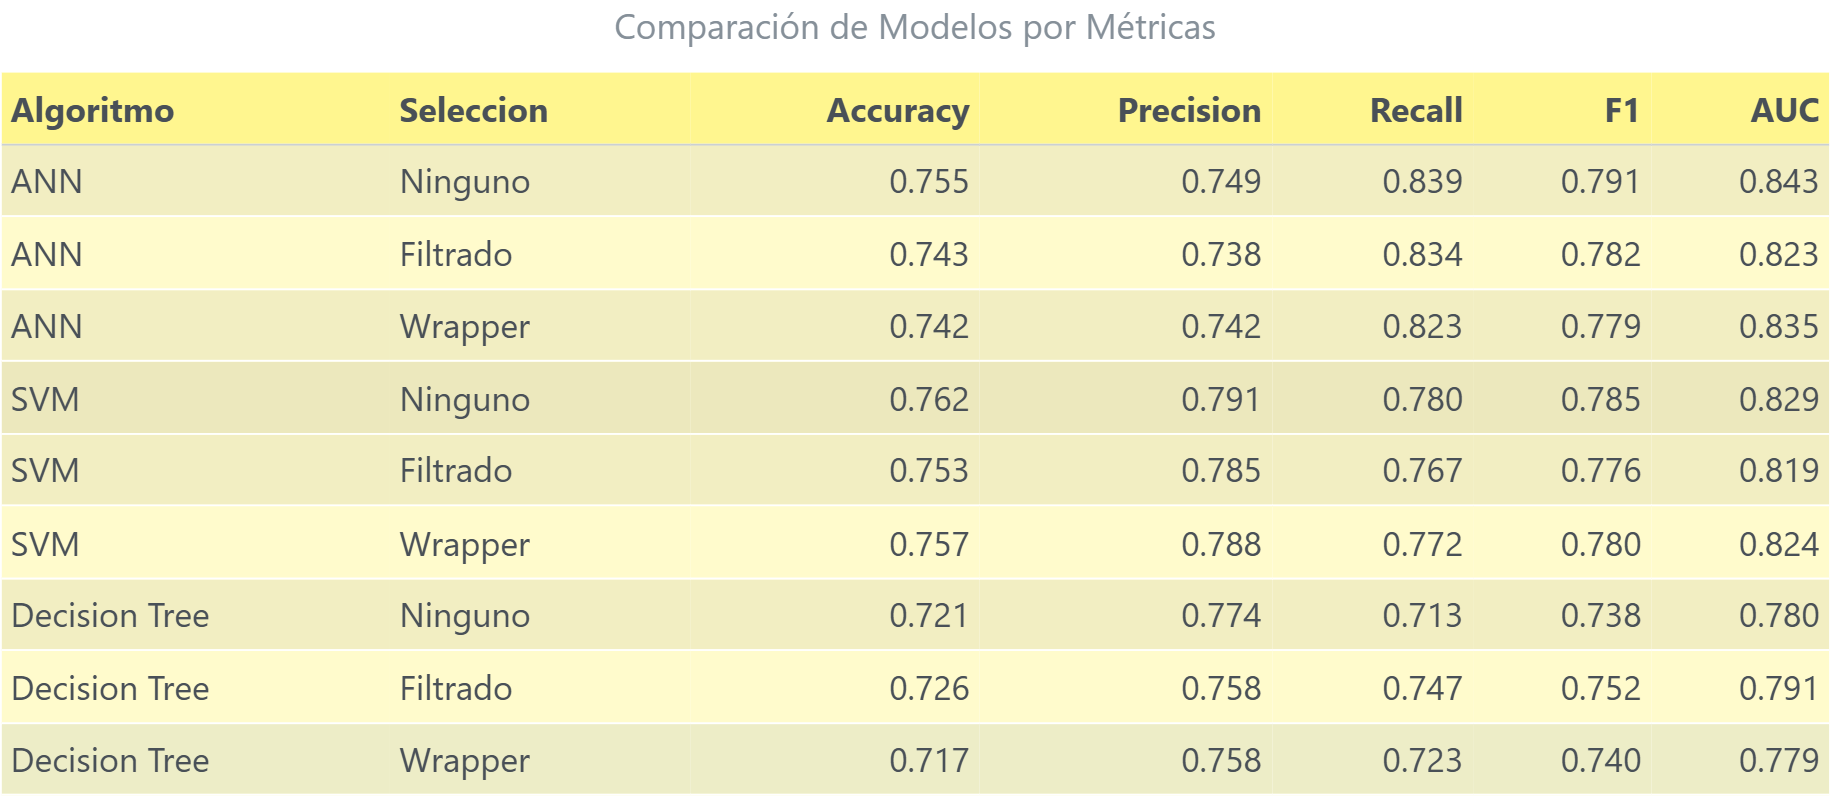 Comparación de Modelos por Métricas
Algoritmo Seleccion Accuracy Precision Recall F1 AUC
ANN Ninguno 0.755 0.749 0.839 0.791 0.843
ANN Filtrado 0.743 0.738 0.834 0.782 0.823
ANN Wrapper 0.742 0.742 0.823 0.779 0.835
SVM Ninguno 0.762 0.791 0.780 0.785 0.829
SVM Filtrado 0.753 0.785 0.767 0.776 0.819
SVM Wrapper 0.757 0.788 0.772 0.780 0.824
Decision Tree Ninguno 0.721 0.774 0.713 0.738 0.780
Decision Tree Filtrado 0.726 0.758 0.747 0.752 0.791
Decision Tree Wrapper 0.717 0.758 0.723 0.740 0.779